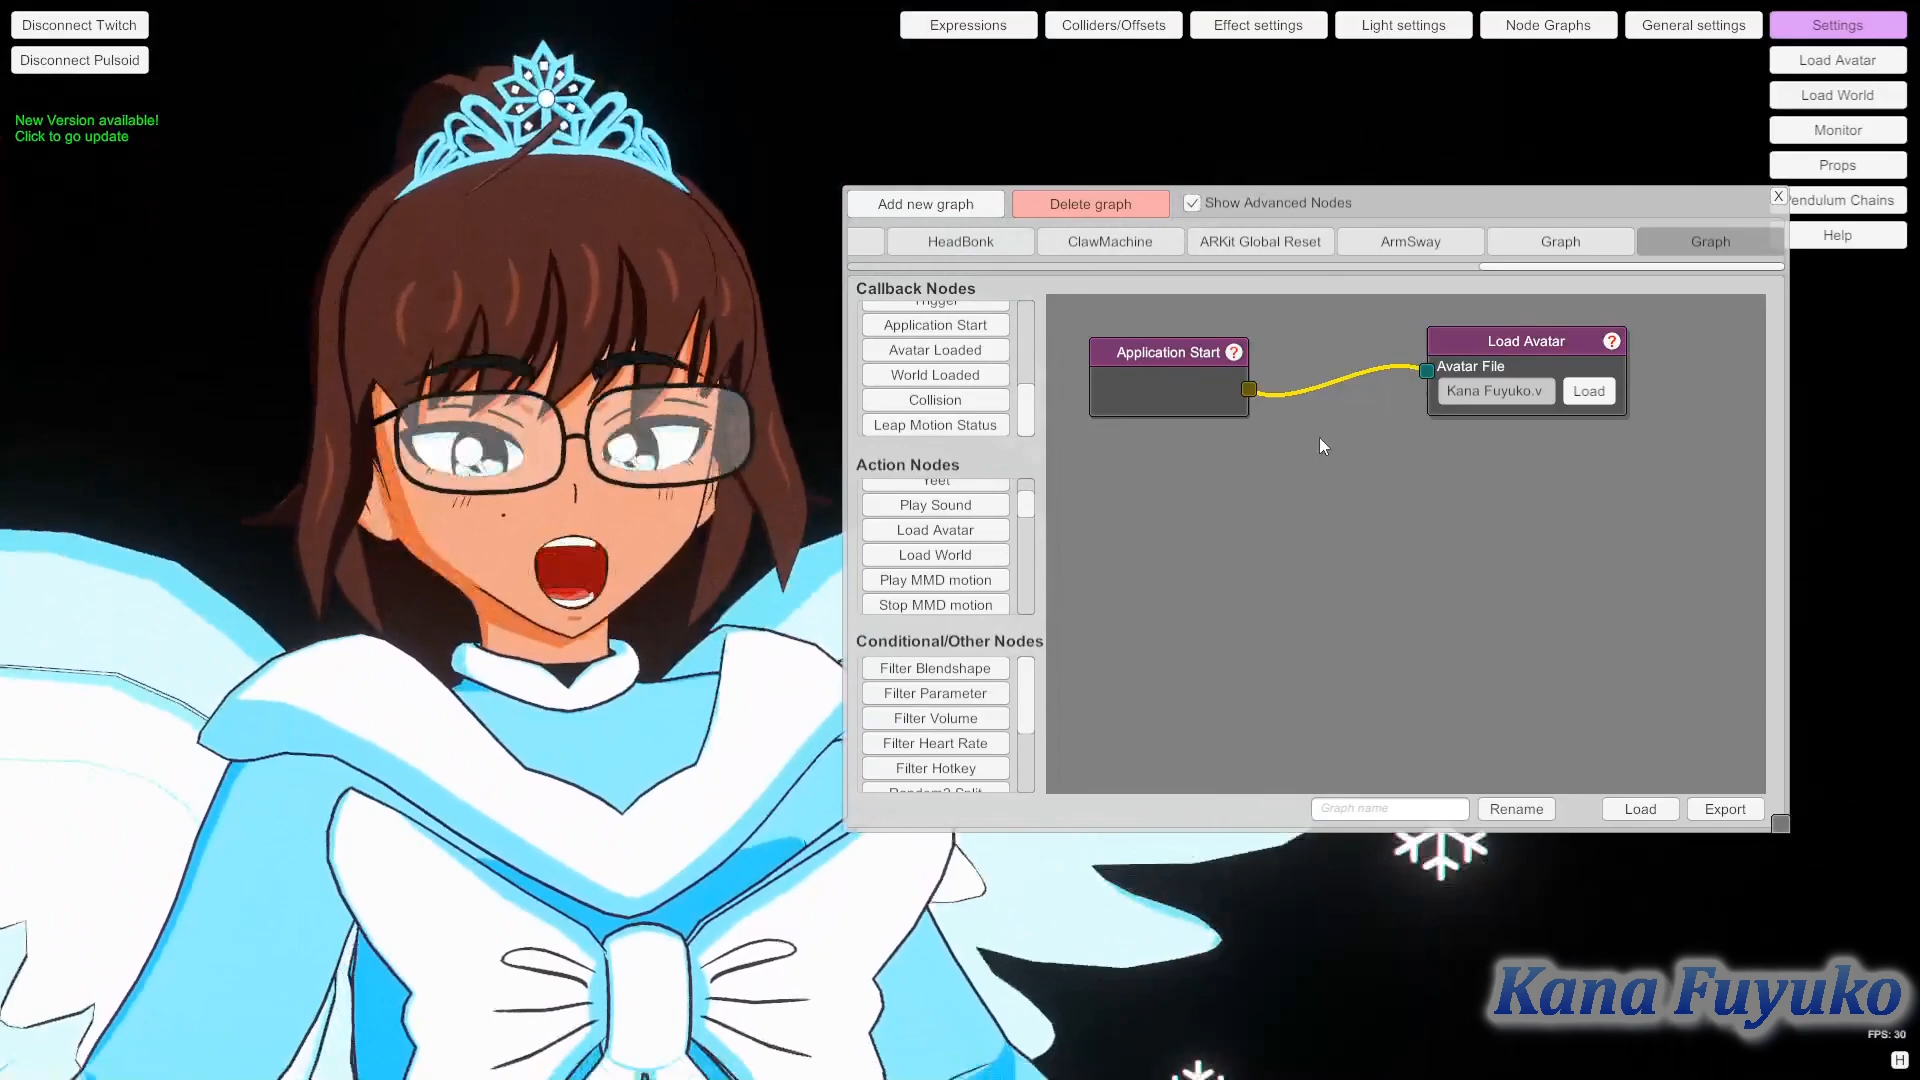 Disconnect Twitch
Disconnect Pulsoid
New Version available!
Click to go update
Expressions
Colliders/Offsets
Effect settings
Light settings
Node Graphs
General settings
Settings
Load Avatar
Load World
Monitor
Props
Pendulum Chains
Help
Add new graph
Delete graph
Show Advanced Nodes
X
HeadBonk
ClawMachine
ARKit Global Reset
ArmSway
Graph
Graph
Callback Nodes
Trigger
Application Start
Avatar Loaded
World Loaded
Collision
Leap Motion Status
Action Nodes
Yeet
Play Sound
Load Avatar
Load World
Play MMD motion
Stop MMD motion
Conditional/Other Nodes
Filter Blendshape
Filter Parameter
Filter Volume
Filter Heart Rate
Filter Hotkey
Application Start ?
Load Avatar ?
Avatar File
Kana Fuyuko.v
Load
Graph name
Rename
Load
Export
Kana Fuyuko
FPS: 30
H